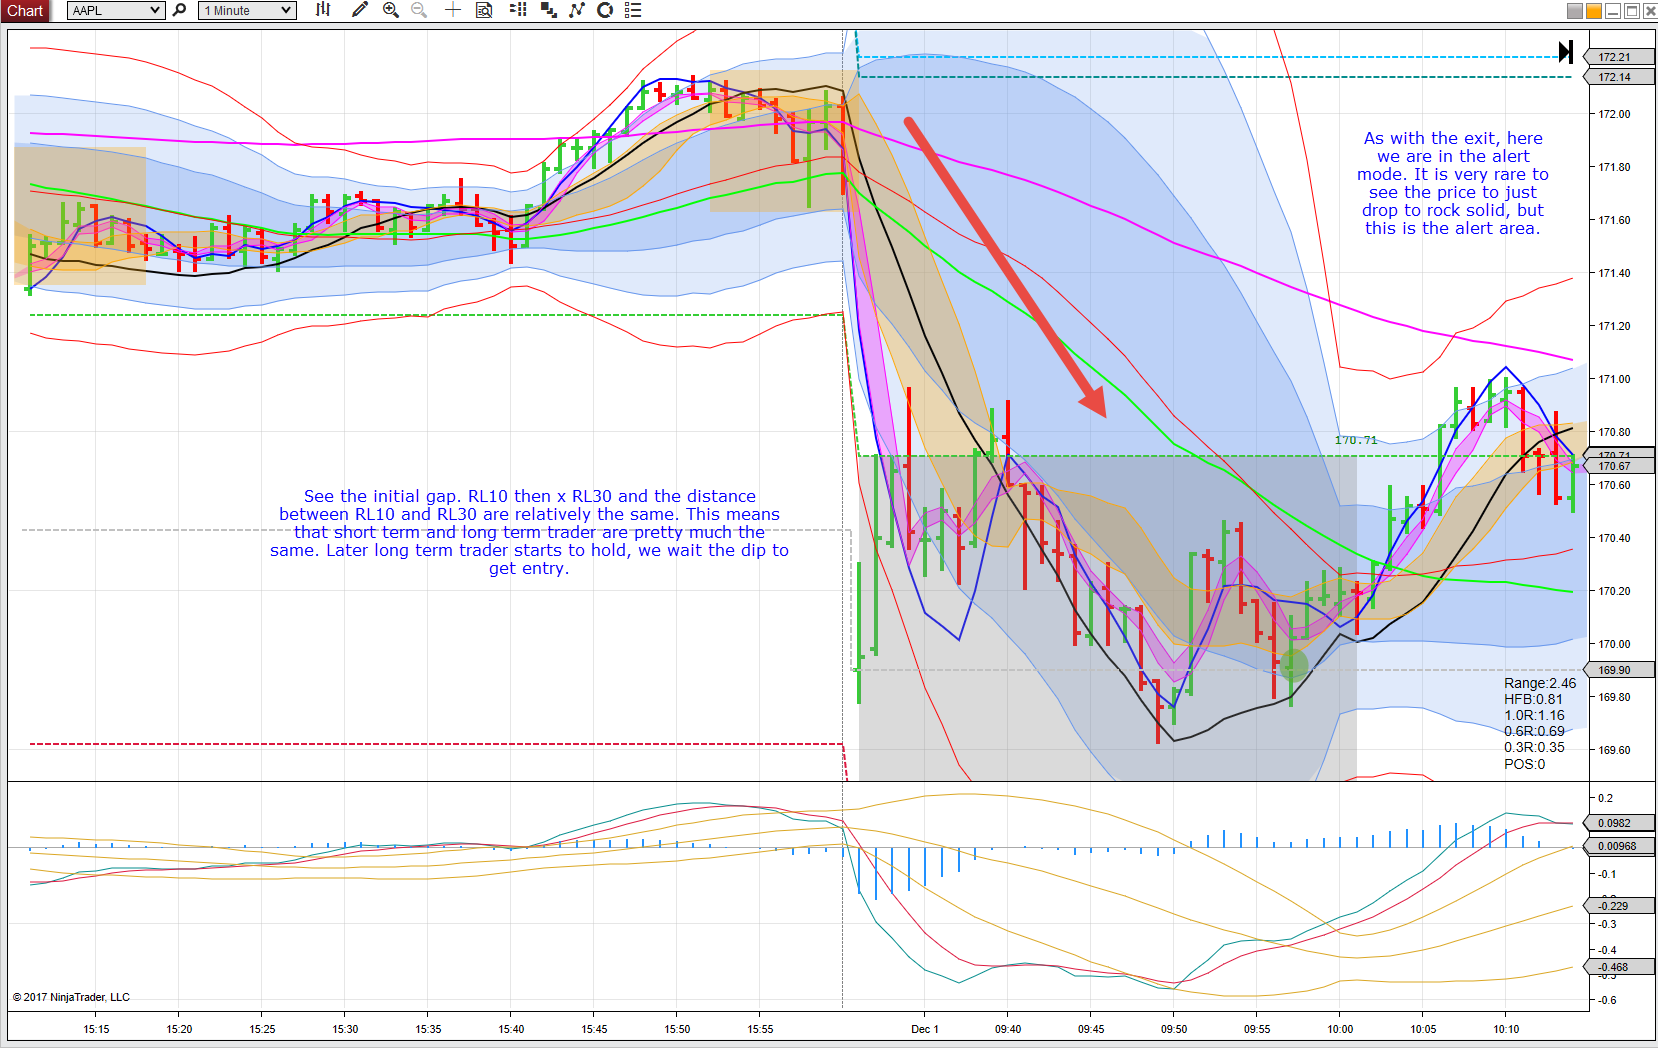 Chart
AAPL
1 Minute
172.21
172.14
172.00
171.80
171.60
171.40
171.20
171.00
170.80
170.71
170.67
170.60
170.40
170.20
170.00
169.90
169.80
169.60
As with the exit, here
we are in the alert
mode. It is very rare to
see the price to just
drop to rock solid, but
this is the alert area.
170.71
See the initial gap. RL10 then x RL30 and the distance
between RL10 and RL30 are relatively the same. This means
that short term and long term trader are pretty much the
same. Later long term trader starts to hold, we wait the dip to
get entry.
Range:2.46
HFB:0.81
1.0R:1.16
0.6R:0.69
0.3R:0.35
POS:0
0.2
0.0982
0.00968
-0.1
-0.229
-0.3
-0.4
-0.468
-0.6
© 2017 NinjaTrader, LLC
15:15
15:20
15:25
15:30
15:35
15:40
15:45
15:50
15:55
Dec 1
09:40
09:45
09:50
09:55
10:00
10:05
10:10